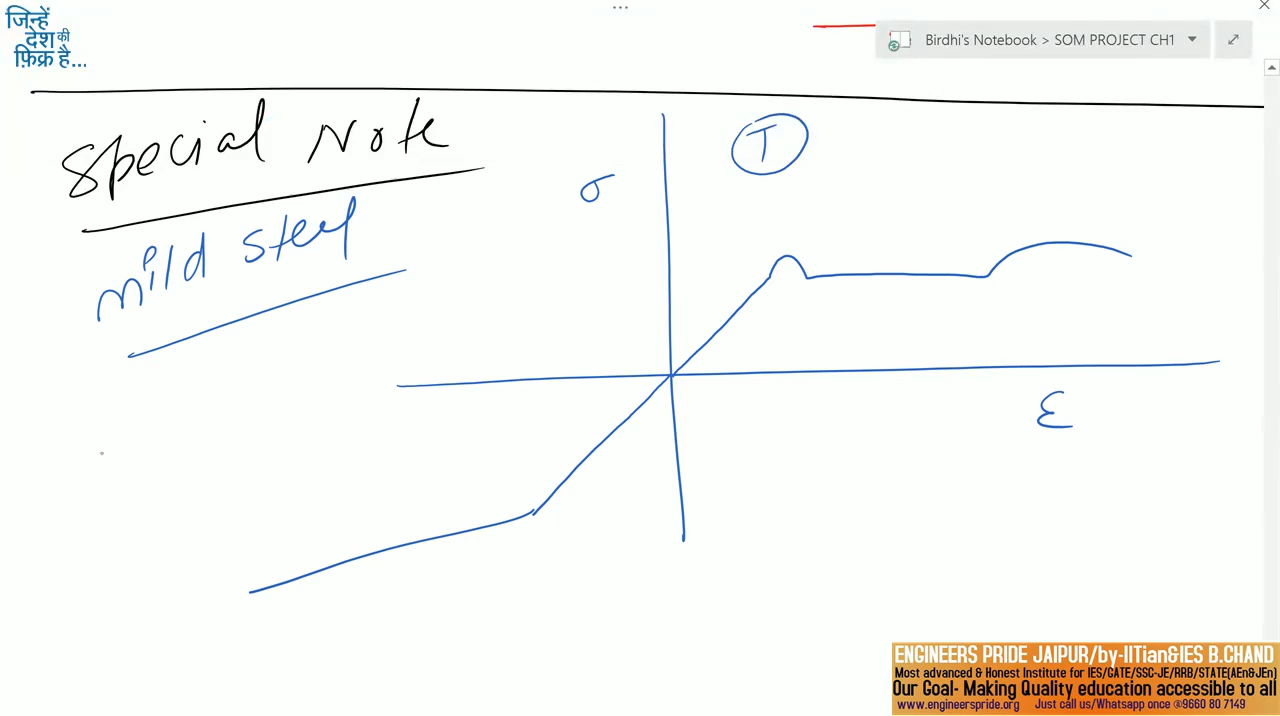 जिन्हें
देश की
फ़िक्र है...
Birdhi's Notebook > SOM PROJECT CH1
Special Note
mild steel
T
σ
ε
ENGINEERS PRIDE JAIPUR/by-IITian&IES B.CHAND
Most advanced & Honest Institute for IES/GATE/SSC-JE/RRB/STATE(AEn&JEn)
Our Goal- Making Quality education accessible to all
www.engineerspride.org Just call us/Whatsapp once @9660 80 7149